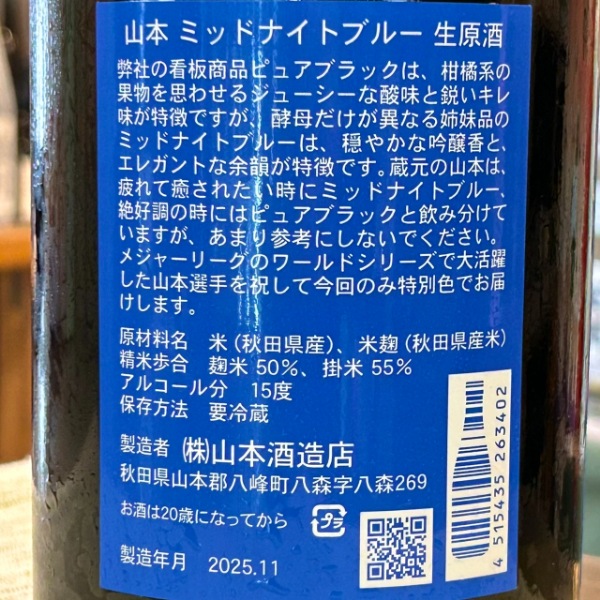 山本 ミッドナイトブルー 生原酒
弊社の看板商品ピュアブラックは、柑橘系の
果物を思わせるジューシーな酸味と鋭いキレ
味が特徴ですが、酵母だけが異なる姉妹品の
ミッドナイトブルーは、穏やかな吟醸香と、
エレガントな余韻が特徴です。蔵元の山本は、
疲れて癒されたい時にミッドナイトブルー、
絶好調の時にはピュアブラックと飲み分けて
いますが、あまり参考にしないでください。
メジャーリーグのワールドシリーズで大活躍
した山本選手を祝して今回のみ特別色でお届
けします。
原材料名 米(秋田県産)、米麹(秋田県産米)
精米歩合 麹米50%、掛米55%
アルコール分 15度
保存方法 要冷蔵
製造者 ㈱山本酒造店
秋田県山本郡八峰町八森字八森269
お酒は20歳になってから
プラ
製造年月 2025.11
4 515435 263402